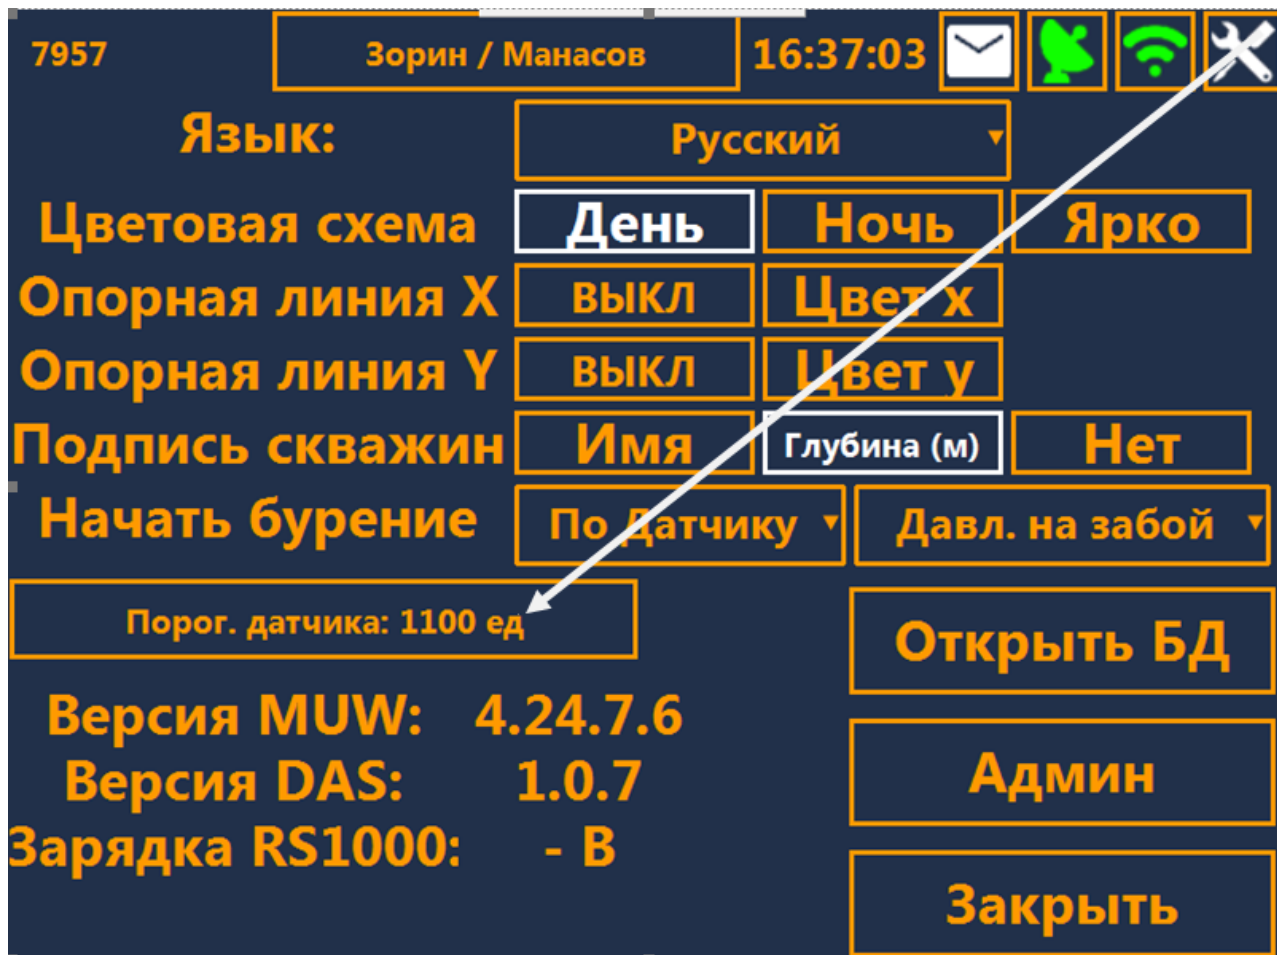 7957 Зорин / Манасов 16:37:03
Язык: Русский
Цветовая схема День Ночь Ярко
Опорная линия X ВЫКЛ Цвет x
Опорная линия Y ВЫКЛ Цвет y
Подпись скважин Имя Глубина (м) Нет
Начать бурение По Датчику Давл. на забой
Порог. датчика: 1100 ед
Открыть БД
Версия MUW: 4.24.7.6
Версия DAS: 1.0.7
Админ
Зарядка RS1000: - В
Закрыть